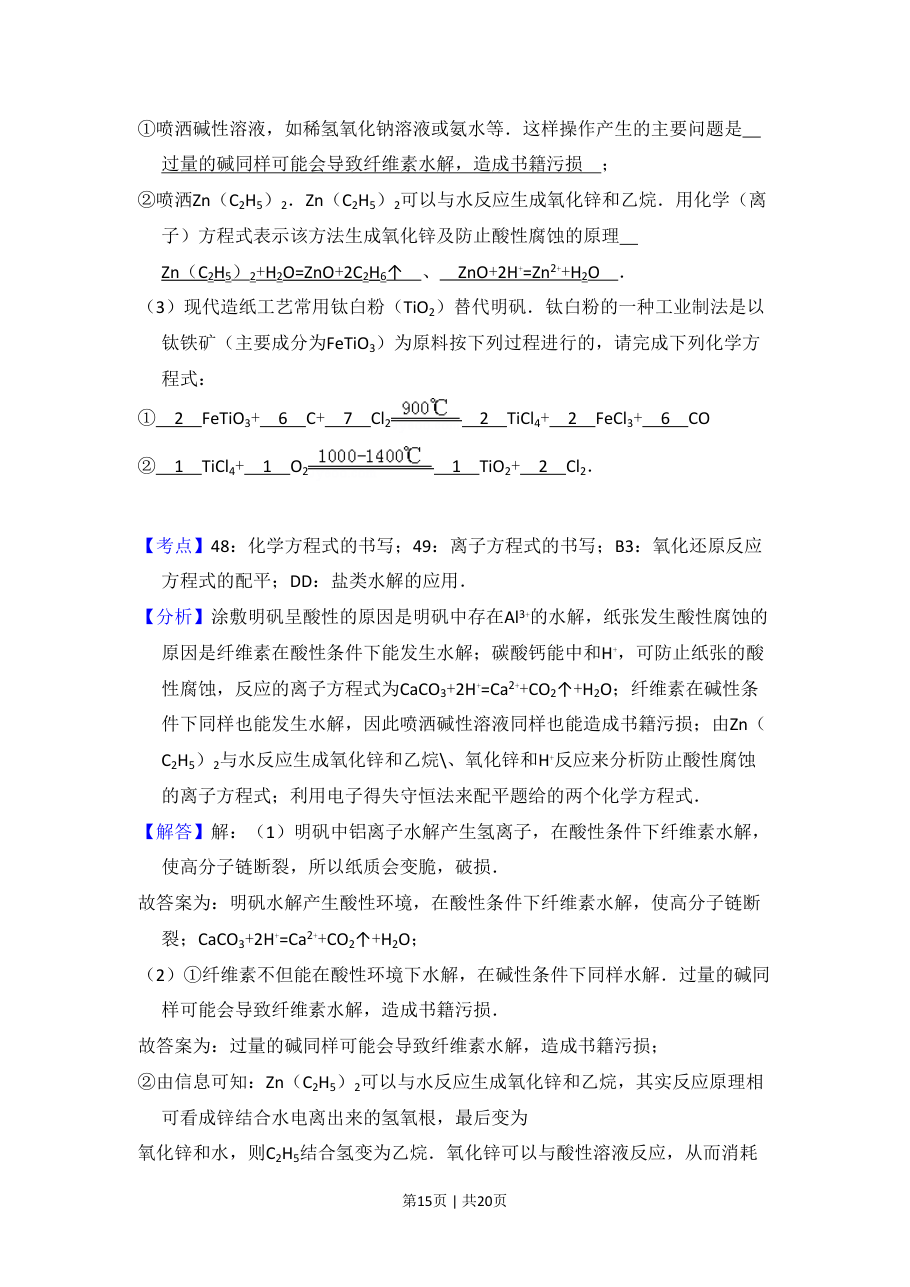 ①喷洒碱性溶液，如稀氢氧化钠溶液或氨水等．这样操作产生的主要问题是__
过量的碱同样可能会导致纤维素水解，造成书籍污损　；
②喷洒Zn（C₂H₅）₂．Zn（C₂H₅）₂可以与水反应生成氧化锌和乙烷．用化学（离
子）方程式表示该方法生成氧化锌及防止酸性腐蚀的原理__
Zn（C₂H₅）₂+H₂O=ZnO+2C₂H₆↑　、　ZnO+2H⁺=Zn²⁺+H₂O　．
（3）现代造纸工艺常用钛白粉（TiO₂）替代明矾．钛白粉的一种工业制法是以
钛铁矿（主要成分为FeTiO₃）为原料按下列过程进行的，请完成下列化学方
程式：
①　2　FeTiO₃+　6　C+　7　Cl₂ 900℃ 　2　TiCl₄+　2　FeCl₃+　6　CO
②　1　TiCl₄+　1　O₂ 1000-1400℃ 　1　TiO₂+　2　Cl₂．
【考点】48：化学方程式的书写；49：离子方程式的书写；B3：氧化还原反应
方程式的配平；DD：盐类水解的应用．
【分析】涂敷明矾呈酸性的原因是明矾中存在Al³⁺的水解，纸张发生酸性腐蚀的
原因是纤维素在酸性条件下能发生水解；碳酸钙能中和H⁺，可防止纸张的酸
性腐蚀，反应的离子方程式为CaCO₃+2H⁺=Ca²⁺+CO₂↑+H₂O；纤维素在碱性条
件下同样也能发生水解，因此喷洒碱性溶液同样也能造成书籍污损；由Zn（
C₂H₅）₂与水反应生成氧化锌和乙烷\、氧化锌和H⁺反应来分析防止酸性腐蚀
的离子方程式；利用电子得失守恒法来配平题给的两个化学方程式．
【解答】解：（1）明矾中铝离子水解产生氢离子，在酸性条件下纤维素水解，
使高分子链断裂，所以纸质会变脆，破损．
故答案为：明矾水解产生酸性环境，在酸性条件下纤维素水解，使高分子链断
裂；CaCO₃+2H⁺=Ca²⁺+CO₂↑+H₂O；
（2）①纤维素不但能在酸性环境下水解，在碱性条件下同样水解．过量的碱同
样可能会导致纤维素水解，造成书籍污损．
故答案为：过量的碱同样可能会导致纤维素水解，造成书籍污损；
②由信息可知：Zn（C₂H₅）₂可以与水反应生成氧化锌和乙烷，其实反应原理相
可看成锌结合水电离出来的氢氧根，最后变为
氧化锌和水，则C₂H₅结合氢变为乙烷．氧化锌可以与酸性溶液反应，从而消耗
第15页 | 共20页